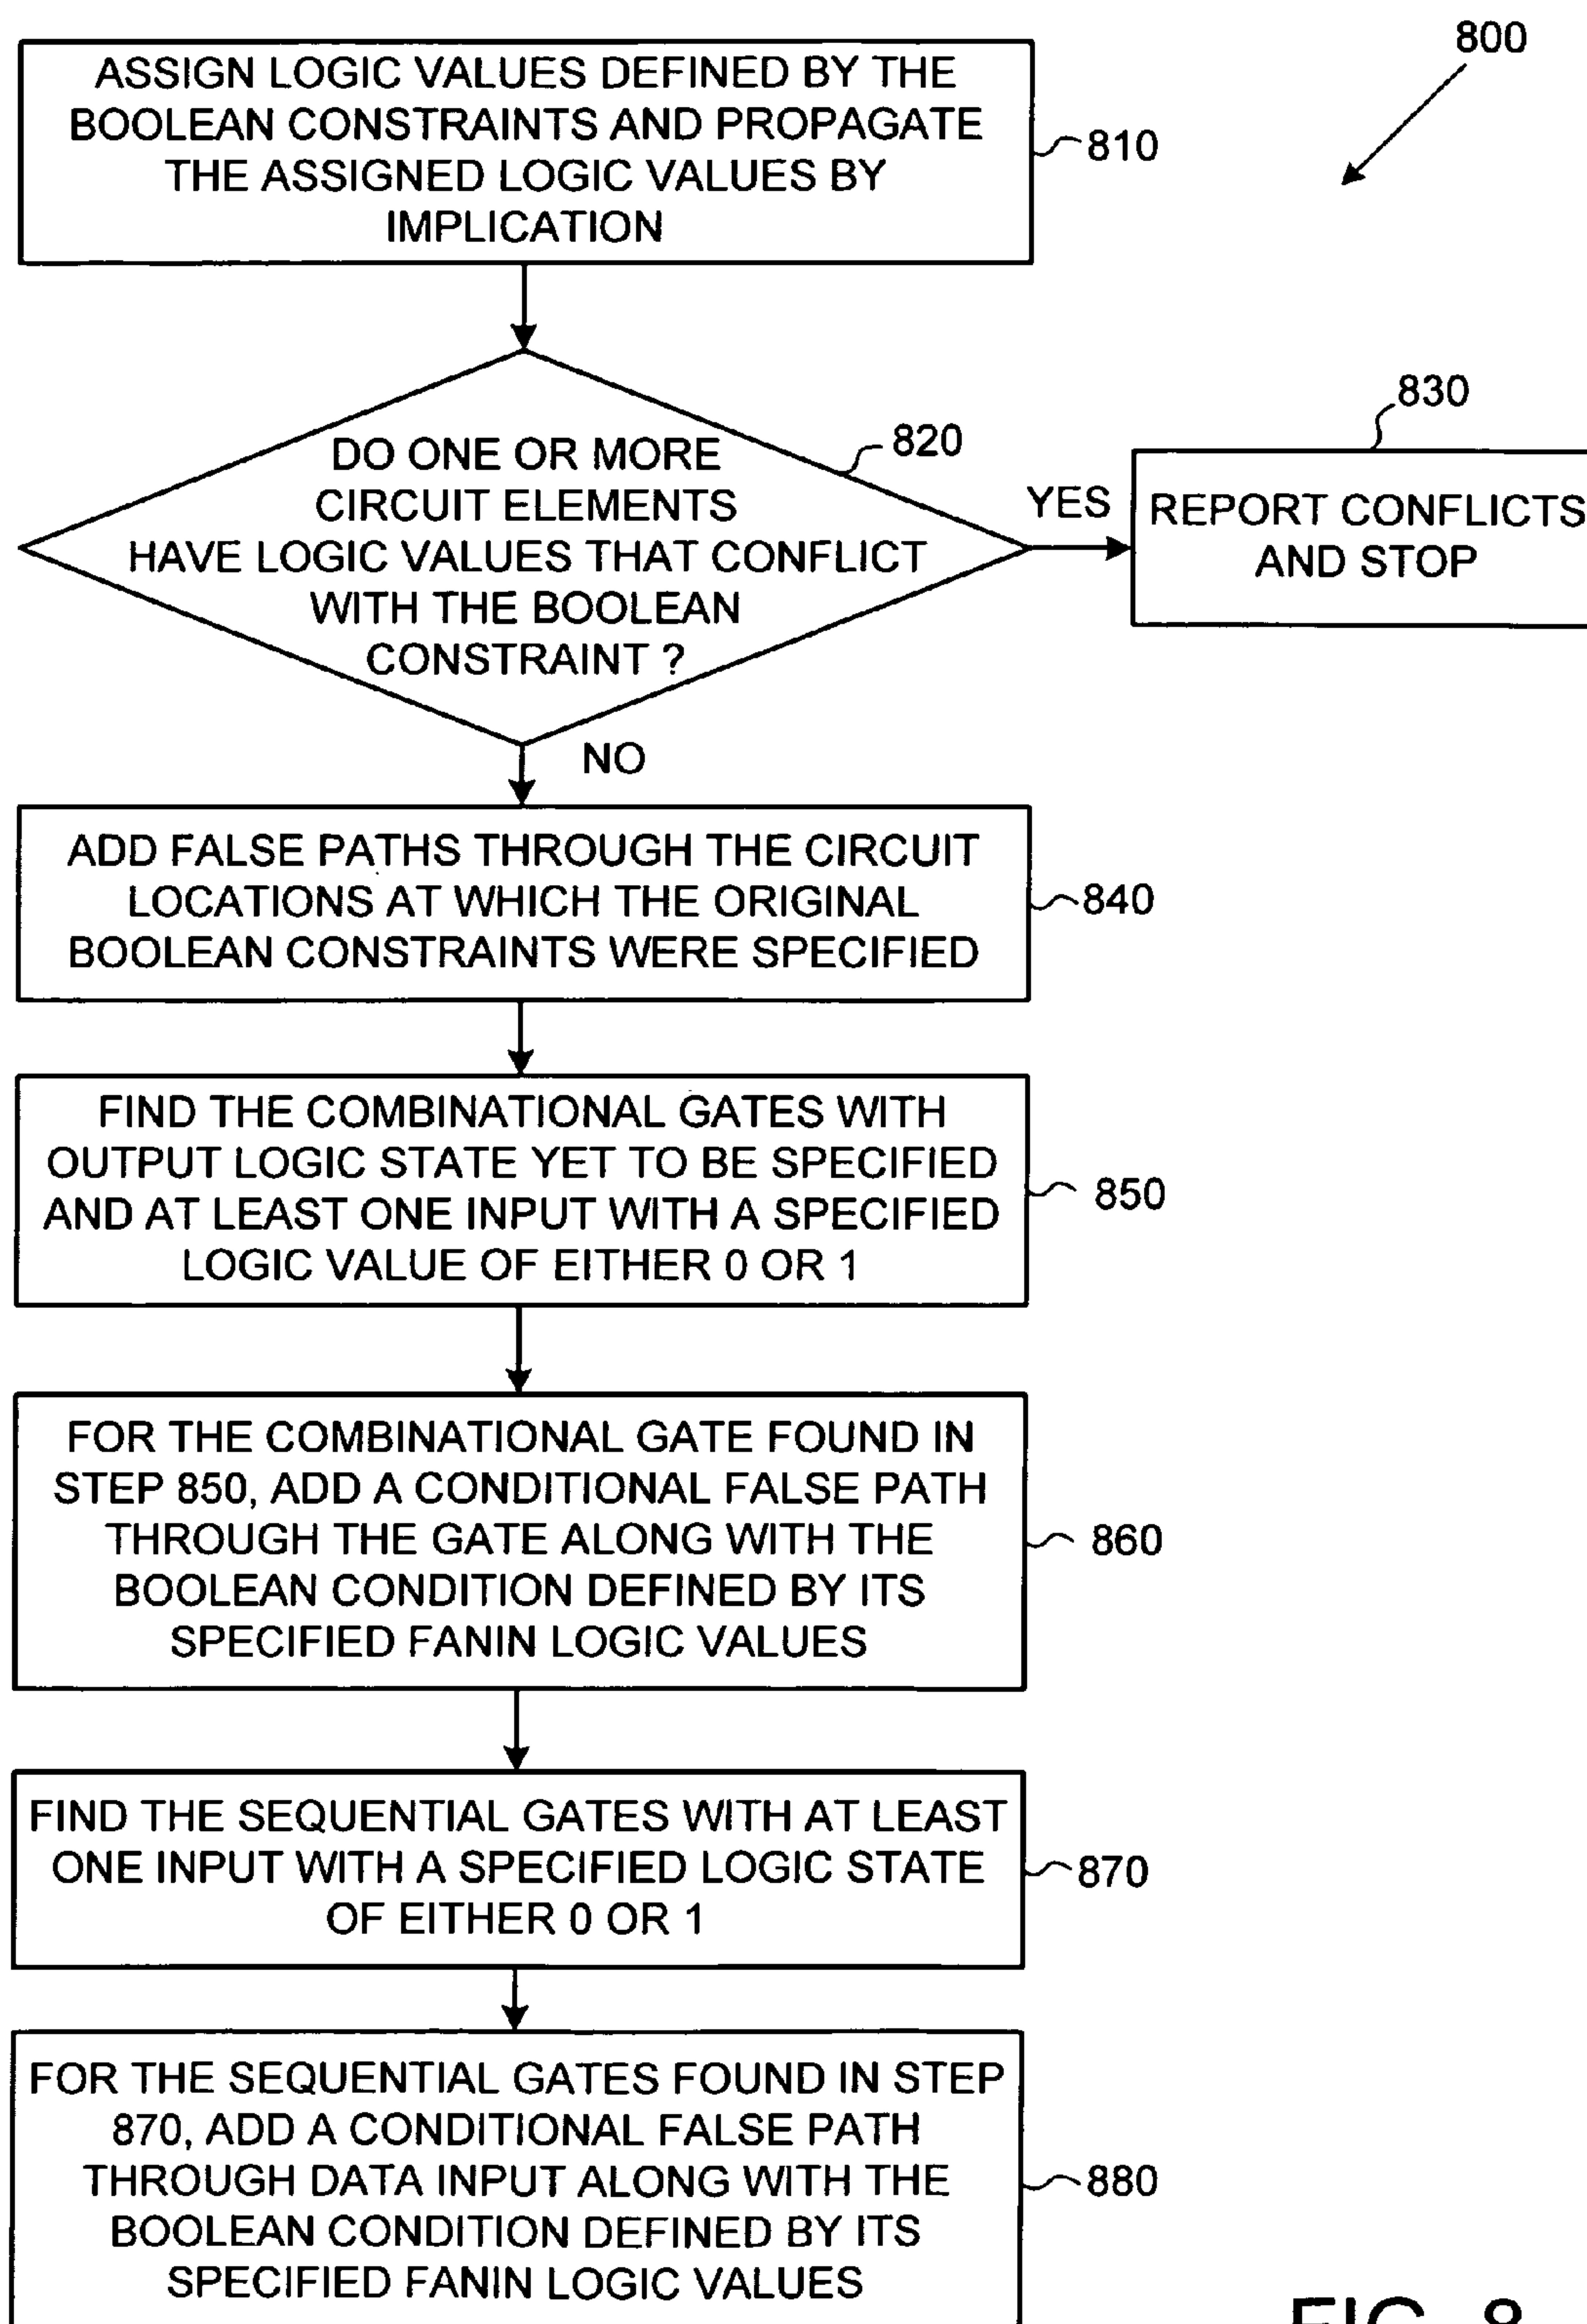 800
ASSIGN LOGIC VALUES DEFINED BY THE
BOOLEAN CONSTRAINTS AND PROPAGATE
THE ASSIGNED LOGIC VALUES BY
IMPLICATION
810
DO ONE OR MORE
CIRCUIT ELEMENTS
HAVE LOGIC VALUES THAT CONFLICT
WITH THE BOOLEAN
CONSTRAINT ?
820
YES
830
REPORT CONFLICTS
AND STOP
NO
ADD FALSE PATHS THROUGH THE CIRCUIT
LOCATIONS AT WHICH THE ORIGINAL
BOOLEAN CONSTRAINTS WERE SPECIFIED
840
FIND THE COMBINATIONAL GATES WITH
OUTPUT LOGIC STATE YET TO BE SPECIFIED
AND AT LEAST ONE INPUT WITH A SPECIFIED
LOGIC VALUE OF EITHER 0 OR 1
850
FOR THE COMBINATIONAL GATE FOUND IN
STEP 850, ADD A CONDITIONAL FALSE PATH
THROUGH THE GATE ALONG WITH THE
BOOLEAN CONDITION DEFINED BY ITS
SPECIFIED FANIN LOGIC VALUES
860
FIND THE SEQUENTIAL GATES WITH AT LEAST
ONE INPUT WITH A SPECIFIED LOGIC STATE
OF EITHER 0 OR 1
870
FOR THE SEQUENTIAL GATES FOUND IN STEP
870, ADD A CONDITIONAL FALSE PATH
THROUGH DATA INPUT ALONG WITH THE
BOOLEAN CONDITION DEFINED BY ITS
SPECIFIED FANIN LOGIC VALUES
880
FIG. 8